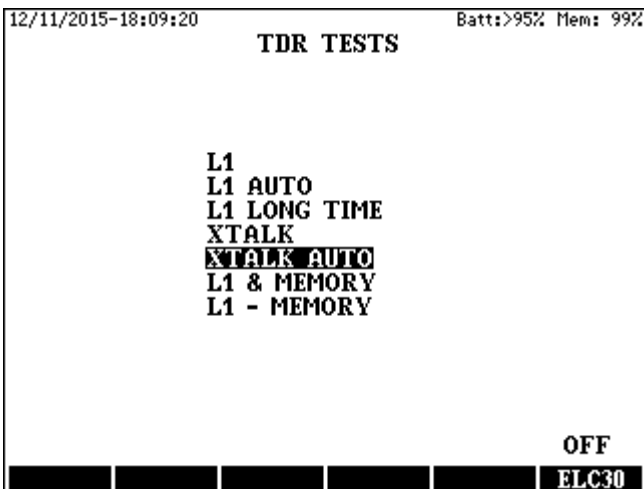 12/11/2015-18:09:20 Batt:>95% Mem: 99%
TDR TESTS
L1
L1 AUTO
L1 LONG TIME
XTALK
XTALK AUTO
L1 & MEMORY
L1 - MEMORY
OFF
ELC30